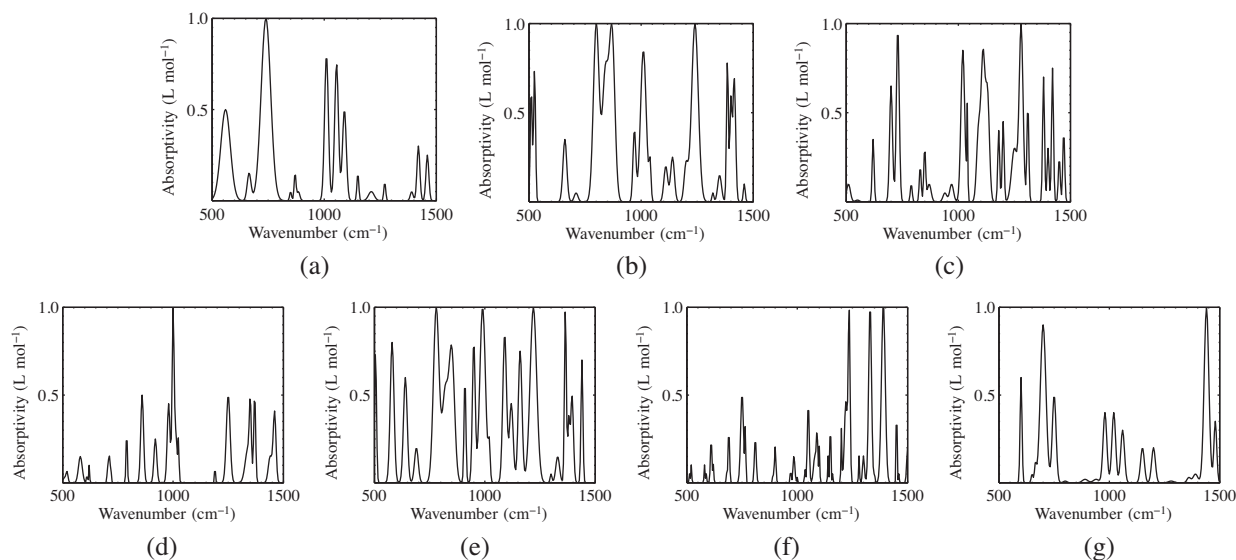 1.0
0.5
Absorptivity (L mol⁻¹)
500 1000 1500
Wavenumber (cm⁻¹)
(a)
1.0
0.5
Absorptivity (L mol⁻¹)
500 1000 1500
Wavenumber (cm⁻¹)
(b)
1.0
0.5
Absorptivity (L mol⁻¹)
500 1000 1500
Wavenumber (cm⁻¹)
(c)
1.0
0.5
Absorptivity (L mol⁻¹)
500 1000 1500
Wavenumber (cm⁻¹)
(d)
1.0
0.5
Absorptivity (L mol⁻¹)
500 1000 1500
Wavenumber (cm⁻¹)
(e)
1.0
0.5
Absorptivity (L mol⁻¹)
500 1000 1500
Wavenumber (cm⁻¹)
(f)
1.0
0.5
Absorptivity (L mol⁻¹)
500 1000 1500
Wavenumber (cm⁻¹)
(g)